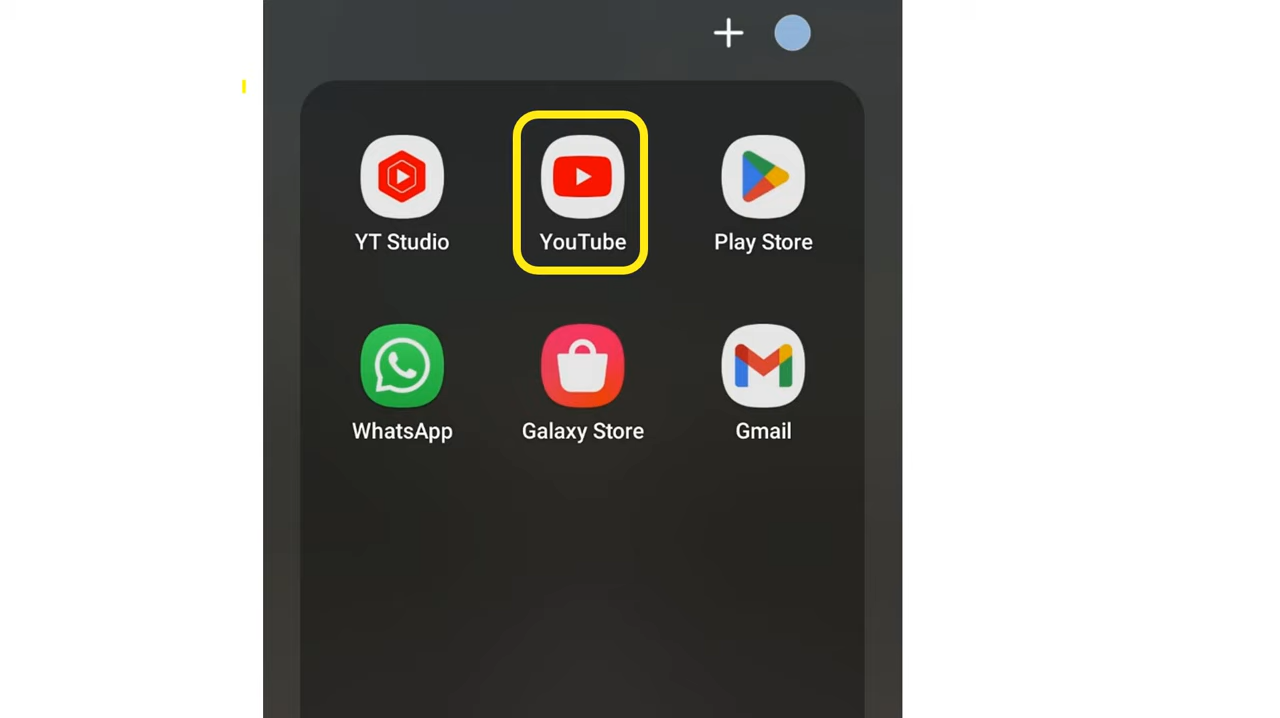 YT Studio
YouTube
Play Store
WhatsApp
Galaxy Store
Gmail